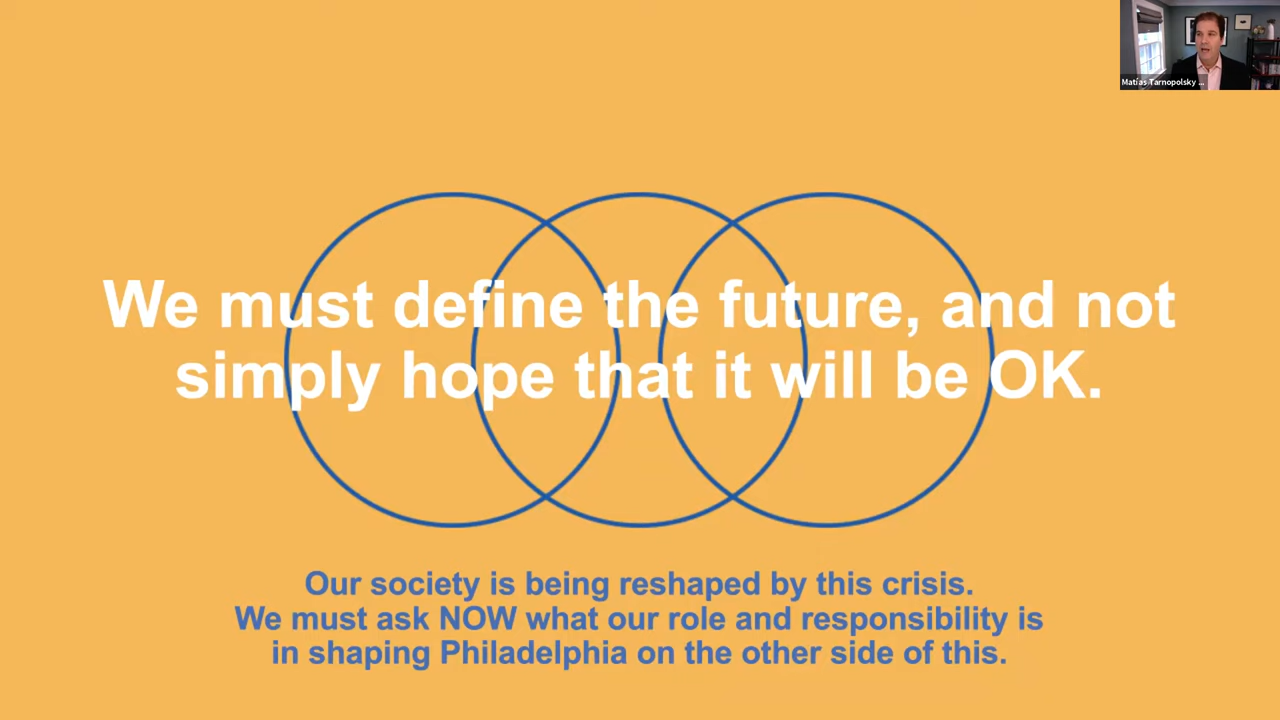 Matías Tarnopolsky ...
We must define the future, and not
simply hope that it will be OK.
Our society is being reshaped by this crisis.
We must ask NOW what our role and responsibility is
in shaping Philadelphia on the other side of this.